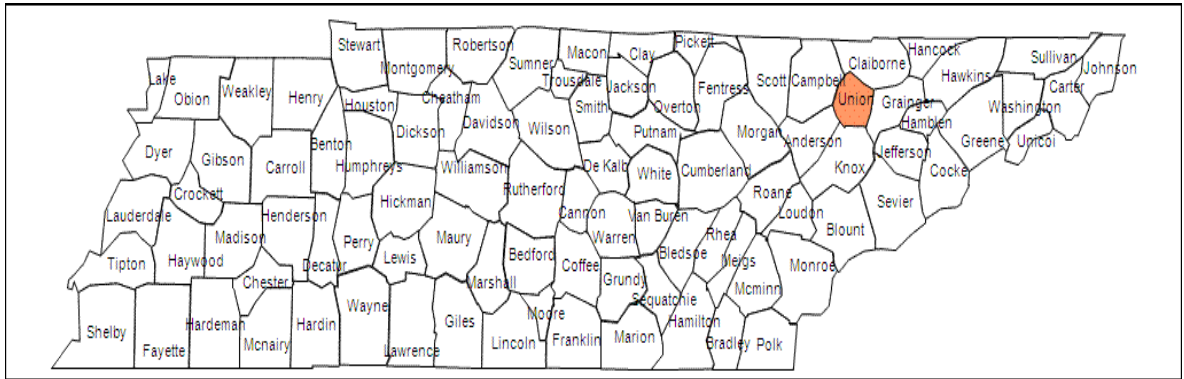 Stewart
Montgomery
Robertson
Sumner
Macon
Trousdale
Clay
Pickett
Jackson
Smith
Overton
Fentress
Scott
Campbell
Claiborne
Hancock
Hawkins
Sullivan
Johnson
Carter
Washington
Unicoi
Greene
Union
Grainger
Hamblen
Jefferson
Cocke
Lake
Obion
Weakley
Henry
Houston
Cheatham
Dickson
Davidson
Wilson
Putnam
Morgan
Anderson
Knox
Sevier
Dyer
Gibson
Carroll
Benton
Humphreys
Williamson
De Kalb
White
Cumberland
Roane
Loudon
Blount
Crockett
Lauderdale
Madison
Henderson
Hickman
Rutherford
Cannon
Van Buren
Warren
Rhea
Bledsoe
Meigs
Monroe
Tipton
Haywood
Chester
Decatur
Perry
Lewis
Maury
Marshall
Bedford
Coffee
Grundy
Sequatchie
Mcminn
Shelby
Fayette
Hardeman
Mcnairy
Hardin
Wayne
Lawrence
Giles
Lincoln
Moore
Franklin
Marion
Hamilton
Bradley
Polk